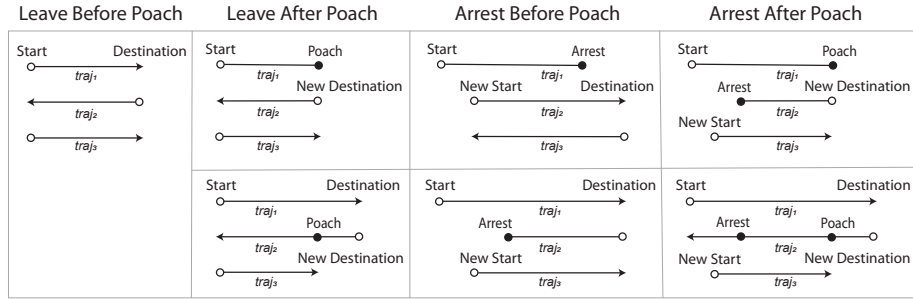 Leave Before Poach
Leave After Poach
Arrest Before Poach
Arrest After Poach
Start Destination
traj₁
traj₂
traj₃
Start Poach
traj₁
New Destination
traj₂
traj₃
Start Arrest
traj₁
New Start Destination
traj₂
traj₃
Start Poach
traj₁
Arrest New Destination
traj₂
New Start
traj₃
Start Destination
traj₁
Poach
traj₂
New Destination
traj₃
Start Destination
traj₁
Arrest
traj₂
New Start
traj₃
Start Destination
traj₁
Arrest Poach
traj₂
New Start New Destination
traj₃